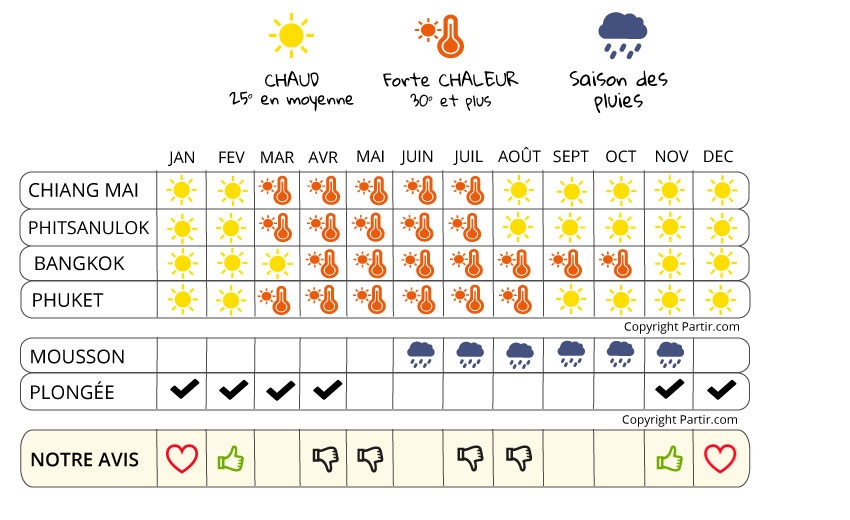 CHAUD
25° en moyenne
Forte CHALEUR
30° et plus
Saison des
pluies
JAN FEV MAR AVR MAI JUIN JUIL AOÛT SEPT OCT NOV DEC
CHIANG MAI
PHITSANULOK
BANGKOK
PHUKET
Copyright Partir.com
MOUSSON
PLONGÉE
Copyright Partir.com
NOTRE AVIS